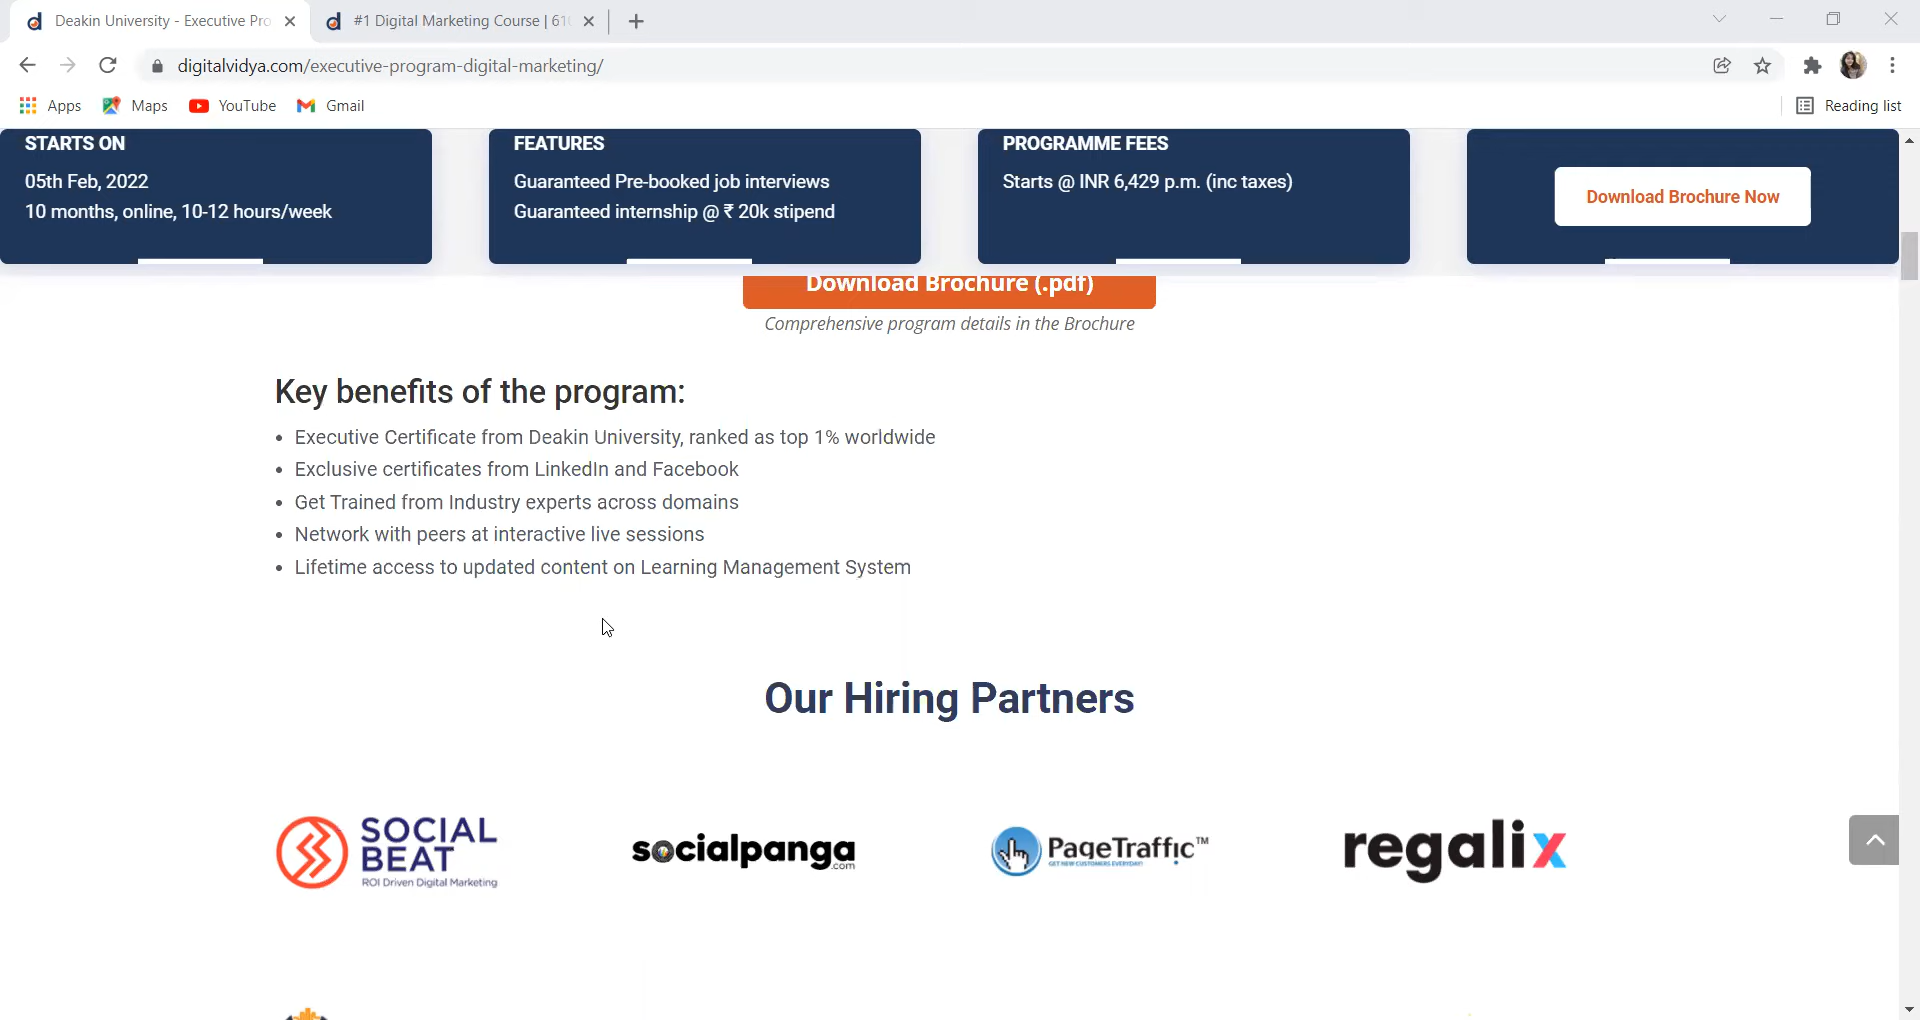 Deakin University - Executive Pro
#1 Digital Marketing Course | 610
digitalvidya.com/executive-program-digital-marketing/
Apps
Maps
YouTube
Gmail
Reading list
STARTS ON
05th Feb, 2022
10 months, online, 10-12 hours/week
FEATURES
Guaranteed Pre-booked job interviews
Guaranteed internship @ ₹ 20k stipend
PROGRAMME FEES
Starts @ INR 6,429 p.m. (inc taxes)
Download Brochure Now
Download Brochure (.pdf)
Comprehensive program details in the Brochure
Key benefits of the program:
• Executive Certificate from Deakin University, ranked as top 1% worldwide
• Exclusive certificates from LinkedIn and Facebook
• Get Trained from Industry experts across domains
• Network with peers at interactive live sessions
• Lifetime access to updated content on Learning Management System
Our Hiring Partners
SOCIAL
BEAT
ROI Driven Digital Marketing
socialpanga
.com
PageTraffic™
GET NEW CUSTOMERS EVERYDAY!
regalix